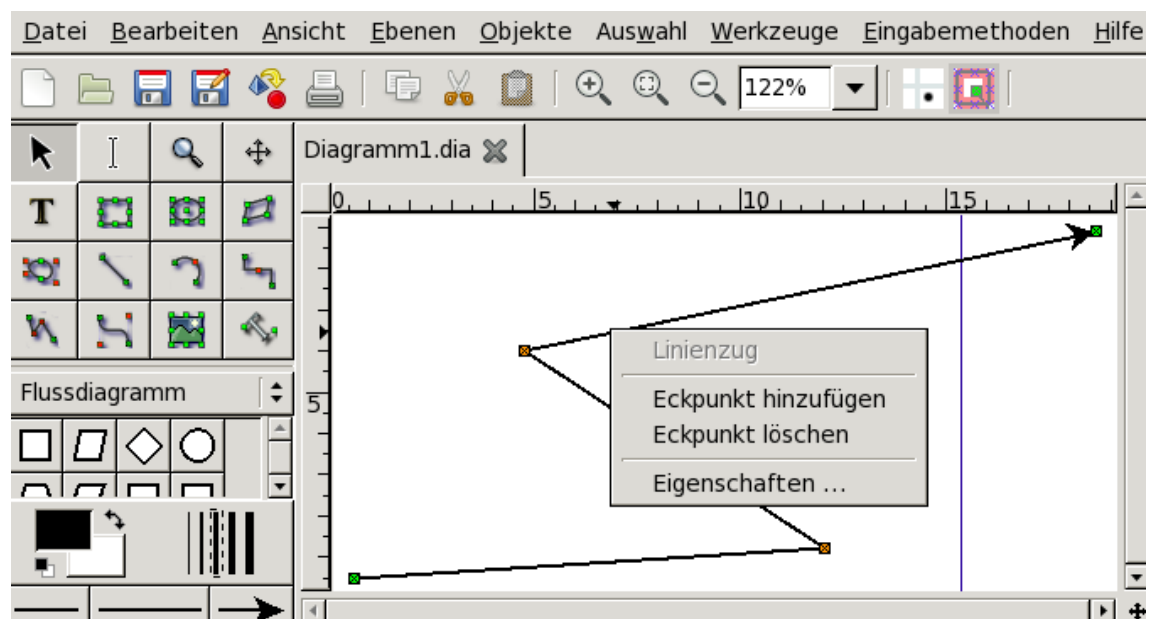 Datei Bearbeiten Ansicht Ebenen Objekte Auswahl Werkzeuge Eingabemethoden Hilfe
122%
Diagramm1.dia
T
0 5 10 15
Linienzug
Flussdiagramm
5
Eckpunkt hinzufügen
Eckpunkt löschen
Eigenschaften ...